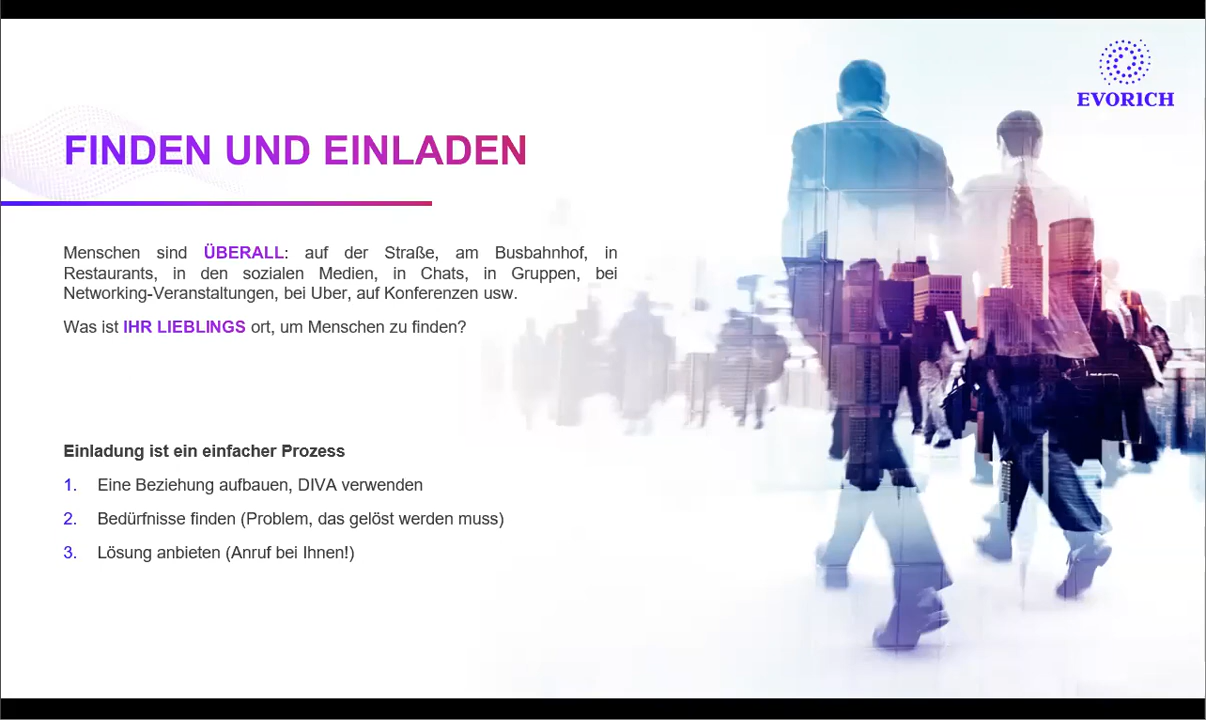 EVORICH
FINDEN UND EINLADEN
Menschen sind ÜBERALL: auf der Straße, am Busbahnhof, in
Restaurants, in den sozialen Medien, in Chats, in Gruppen, bei
Networking-Veranstaltungen, bei Uber, auf Konferenzen usw.
Was ist IHR LIEBLINGS ort, um Menschen zu finden?
Einladung ist ein einfacher Prozess
1. Eine Beziehung aufbauen, DIVA verwenden
2. Bedürfnisse finden (Problem, das gelöst werden muss)
3. Lösung anbieten (Anruf bei Ihnen!)